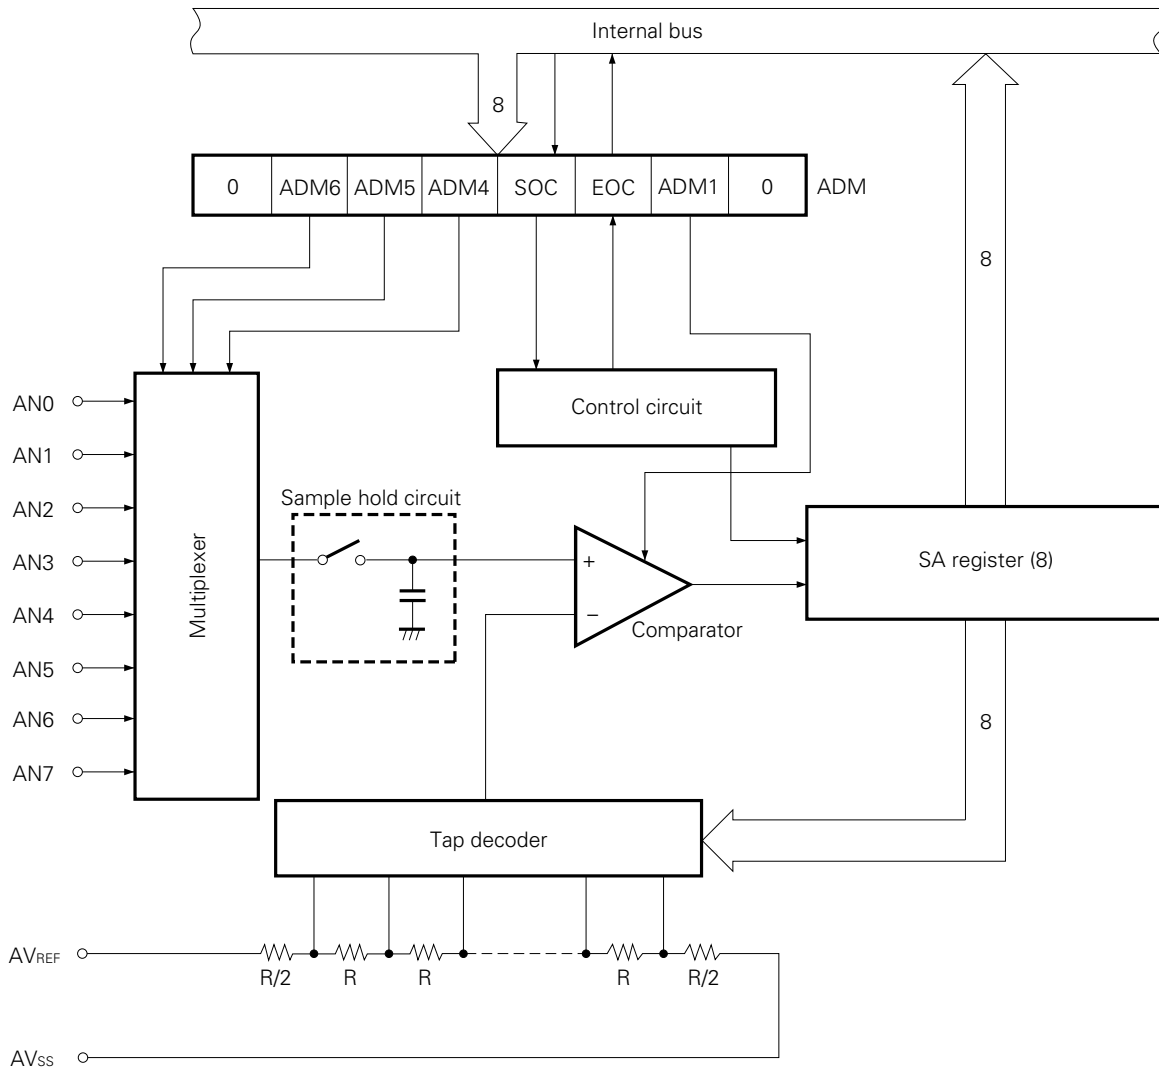 Internal bus
8
0 ADM6 ADM5 ADM4 SOC EOC ADM1 0 ADM
8
Control circuit
AN0
AN1
AN2
AN3
AN4
AN5
AN6
AN7
Multiplexer
Sample hold circuit
+
−
Comparator
SA register (8)
8
Tap decoder
AVREF
R/2 R R R R/2
AVSS